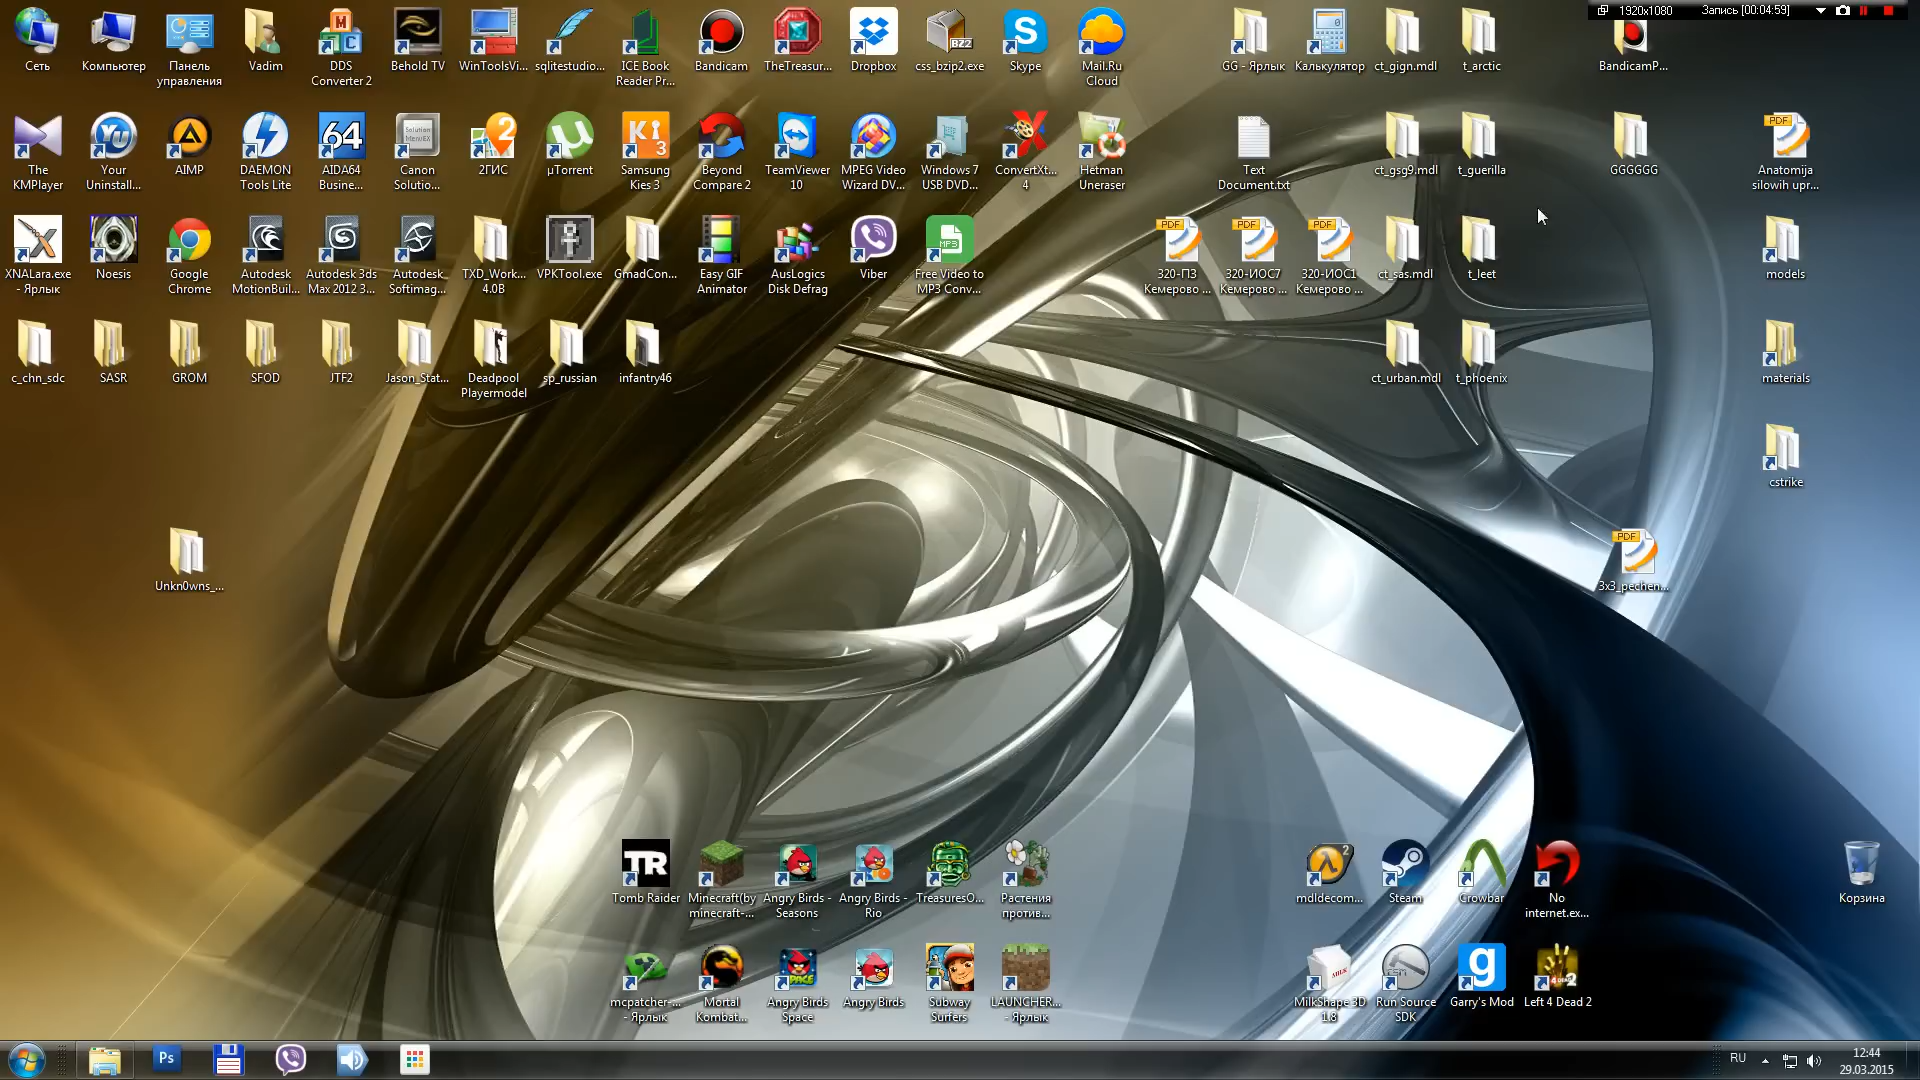 1920x1080 Запись [00:04:59]
Сеть
Компьютер
Панель
управления
Vadim
DDS
Converter 2
Behold TV
WinToolsVi...
sqlitestudio...
ICE Book
Reader Pr...
Bandicam
TheTreasur...
Dropbox
css_bzip2.exe
Skype
Mail.Ru
Cloud
GG - Ярлык
Калькулятор
ct_gign.mdl
t_arctic
BandicamP...
The
KMPlayer
Your
Uninstall...
AIMP
DAEMON
Tools Lite
AIDA64
Busine...
Canon
Solutio...
2ГИС
µTorrent
Samsung
Kies 3
Beyond
Compare 2
TeamViewer
10
MPEG Video
Wizard DV...
Windows 7
USB DVD...
ConvertXt...
4
Hetman
Uneraser
Text
Document.txt
ct_gsg9.mdl
t_guerilla
GGGGGG
PDF
Anatomija
silowih upr...
XNALara.exe
- Ярлык
Noesis
Google
Chrome
Autodesk
MotionBuil...
Autodesk 3ds
Max 2012 3...
Autodesk
Softimag...
TXD_Work...
4.0B
VPKTool.exe
GmadCon...
Easy GIF
Animator
AusLogics
Disk Defrag
Viber
MP3
Free Video to
MP3 Conv...
PDF
320-ПЗ
Кемерово ...
PDF
320-ИОС7
Кемерово ...
PDF
320-ИОС1
Кемерово ...
ct_sas.mdl
t_leet
models
c_chn_sdc
SASR
GROM
SFOD
JTF2
Jason_Stat...
Deadpool
Playermodel
sp_russian
infantry46
ct_urban.mdl
t_phoenix
materials
cstrike
Unkn0wns_...
PDF
3x3_pechen...
Tomb Raider
Minecraft(by
minecraft-...
Angry Birds -
Seasons
Angry Birds -
Rio
TreasuresO...
Растения
против...
mdldecom...
Steam
Crowbar
No
internet.ex...
Корзина
mcpatcher-...
- Ярлык
Mortal
Kombat...
Angry Birds
Space
Angry Birds
Subway
Surfers
LAUNCHER...
- Ярлык
MilkShape 3D
1.8
Run Source
SDK
Garry's Mod
Left 4 Dead 2
Ps
RU
12:44
29.03.2015